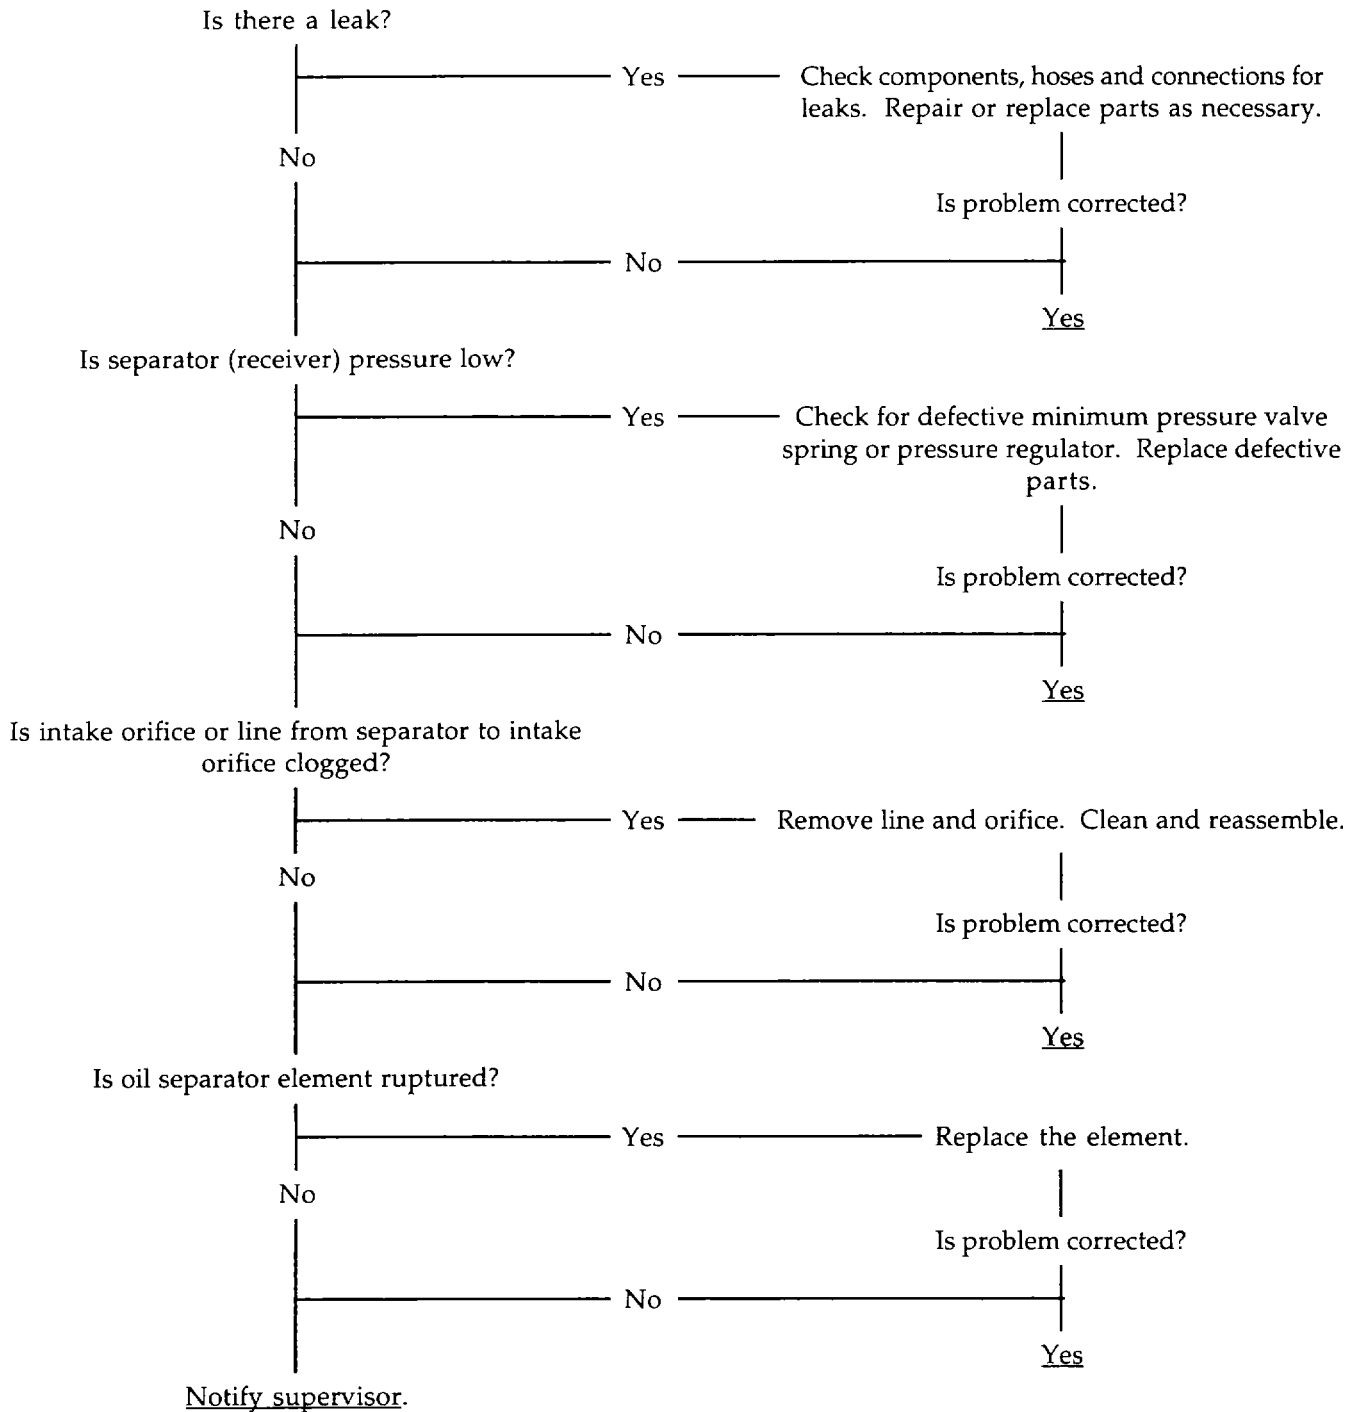 Is there a leak?
Yes
Check components, hoses and connections for
leaks. Repair or replace parts as necessary.
No
Is problem corrected?
No
Yes
Is separator (receiver) pressure low?
Yes
Check for defective minimum pressure valve
spring or pressure regulator. Replace defective
parts.
No
Is problem corrected?
No
Yes
Is intake orifice or line from separator to intake
orifice clogged?
Yes
Remove line and orifice. Clean and reassemble.
No
Is problem corrected?
No
Yes
Is oil separator element ruptured?
Yes
Replace the element.
No
Is problem corrected?
No
Yes
Notify supervisor.